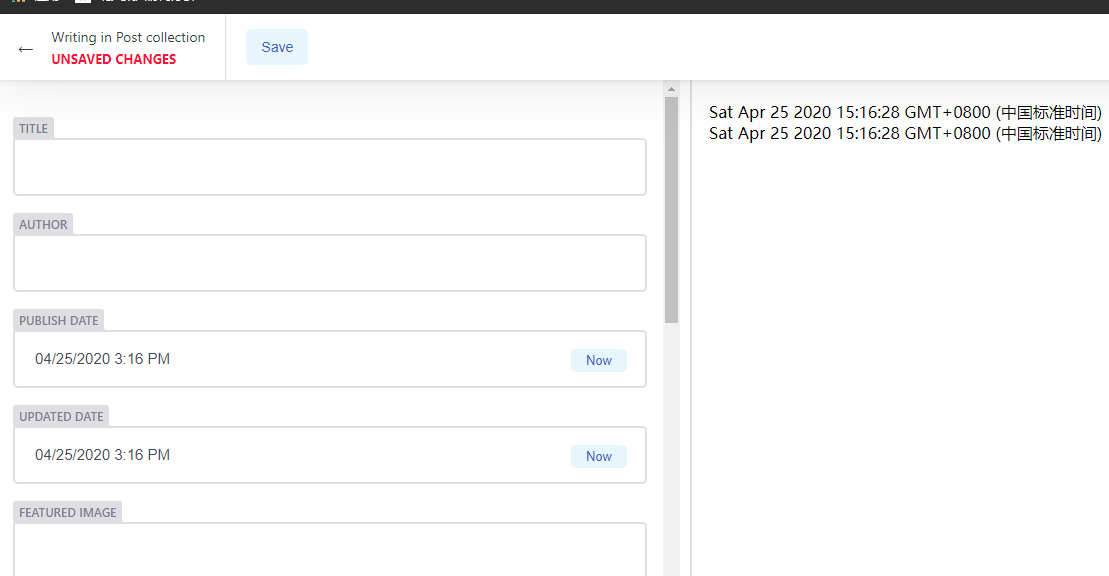 ←
Writing in Post collection
UNSAVED CHANGES
Save
TITLE
AUTHOR
PUBLISH DATE
04/25/2020 3:16 PM
Now
UPDATED DATE
04/25/2020 3:16 PM
Now
FEATURED IMAGE
Sat Apr 25 2020 15:16:28 GMT+0800 (中国标准时间)
Sat Apr 25 2020 15:16:28 GMT+0800 (中国标准时间)